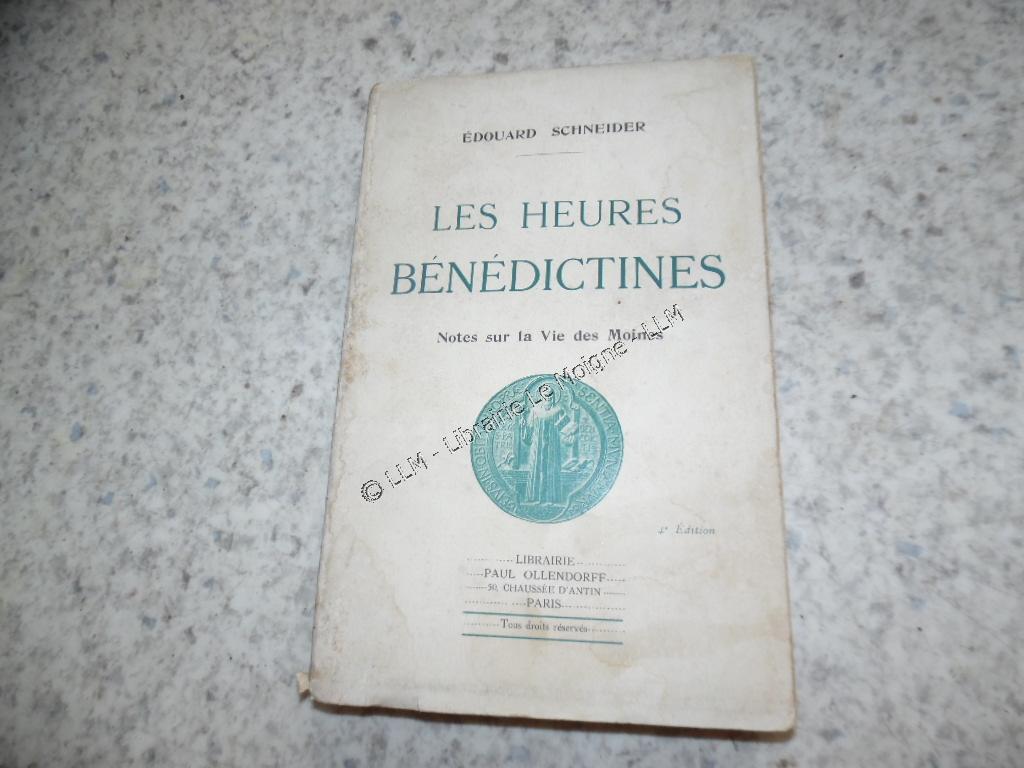 ÉDOUARD SCHNEIDER
LES HEURES
BÉNÉDICTINES
Notes sur la Vie des Moines
© LLM - Librairie Le Moigne - LLM
4e Édition
LIBRAIRIE
PAUL OLLENDORFF
50, CHAUSSÉE D'ANTIN
PARIS
Tous droits réservés